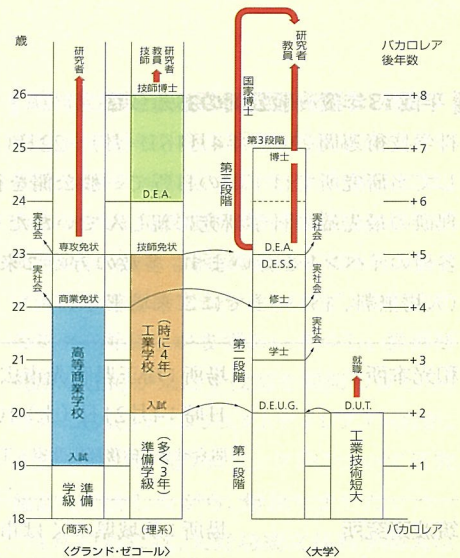 歳
バカロレア
後年数
26
25
24
23
22
21
20
19
18
+8
+7
+6
+5
+4
+3
+2
+1
バカロレア
研究者
研究者
教員
技師
技師博士
D.E.A.
実社会
専攻免状
技師免状
実社会
商業免状
高等商業学校
入試
準備
学級
(商系)
工業学校
(時に4年)
入試
準備学級
(多く3年)
(理系)
〈グランド・ゼコール〉
研究者
教員
国家博士
第三段階
第3段階
博士
D.E.A.
D.E.S.S.
実社会
修士
実社会
第二段階
学士
実社会
就職
D.E.U.G.
D.U.T.
第一段階
工業技術短大
〈大学〉